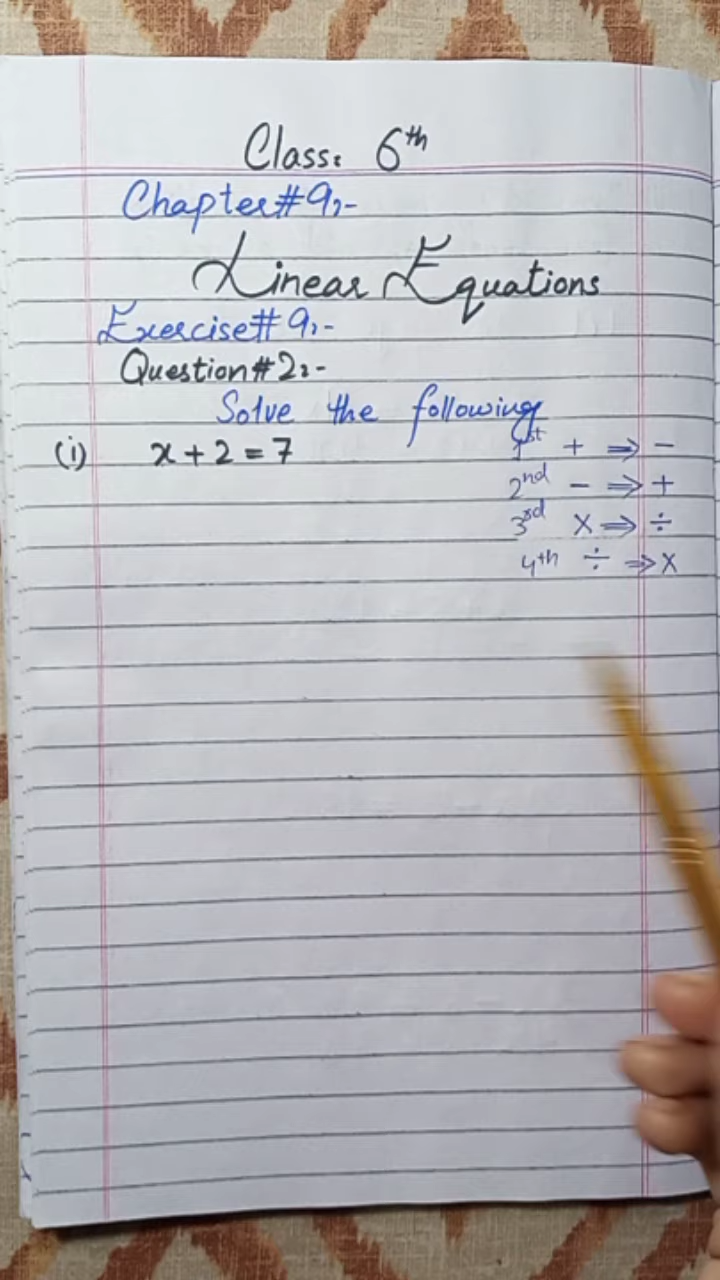 Class: 6th
Chapter#9:-
Linear Equations
Exercise#9:-
Question#2:-
Solve the following
(i) x + 2 = 7
1st + ⇒ -
2nd - ⇒ +
3rd × ⇒ ÷
4th ÷ ⇒ ×